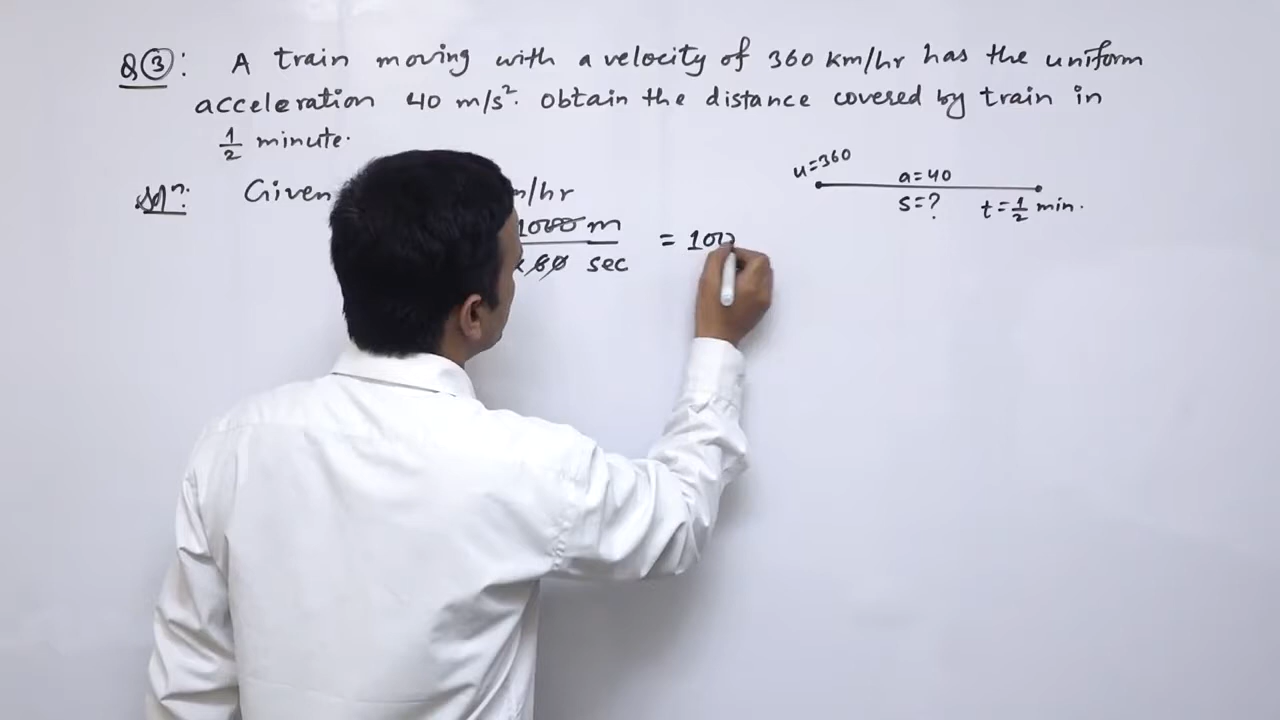 Q③: A train moving with a velocity of 360 km/hr has the uniform
acceleration 40 m/s². obtain the distance covered by train in
1/2 minute.
u=360
a=40
s=? t=1/2 min.
Solⁿ: Given m/hr
1000 m
×60 sec
= 100